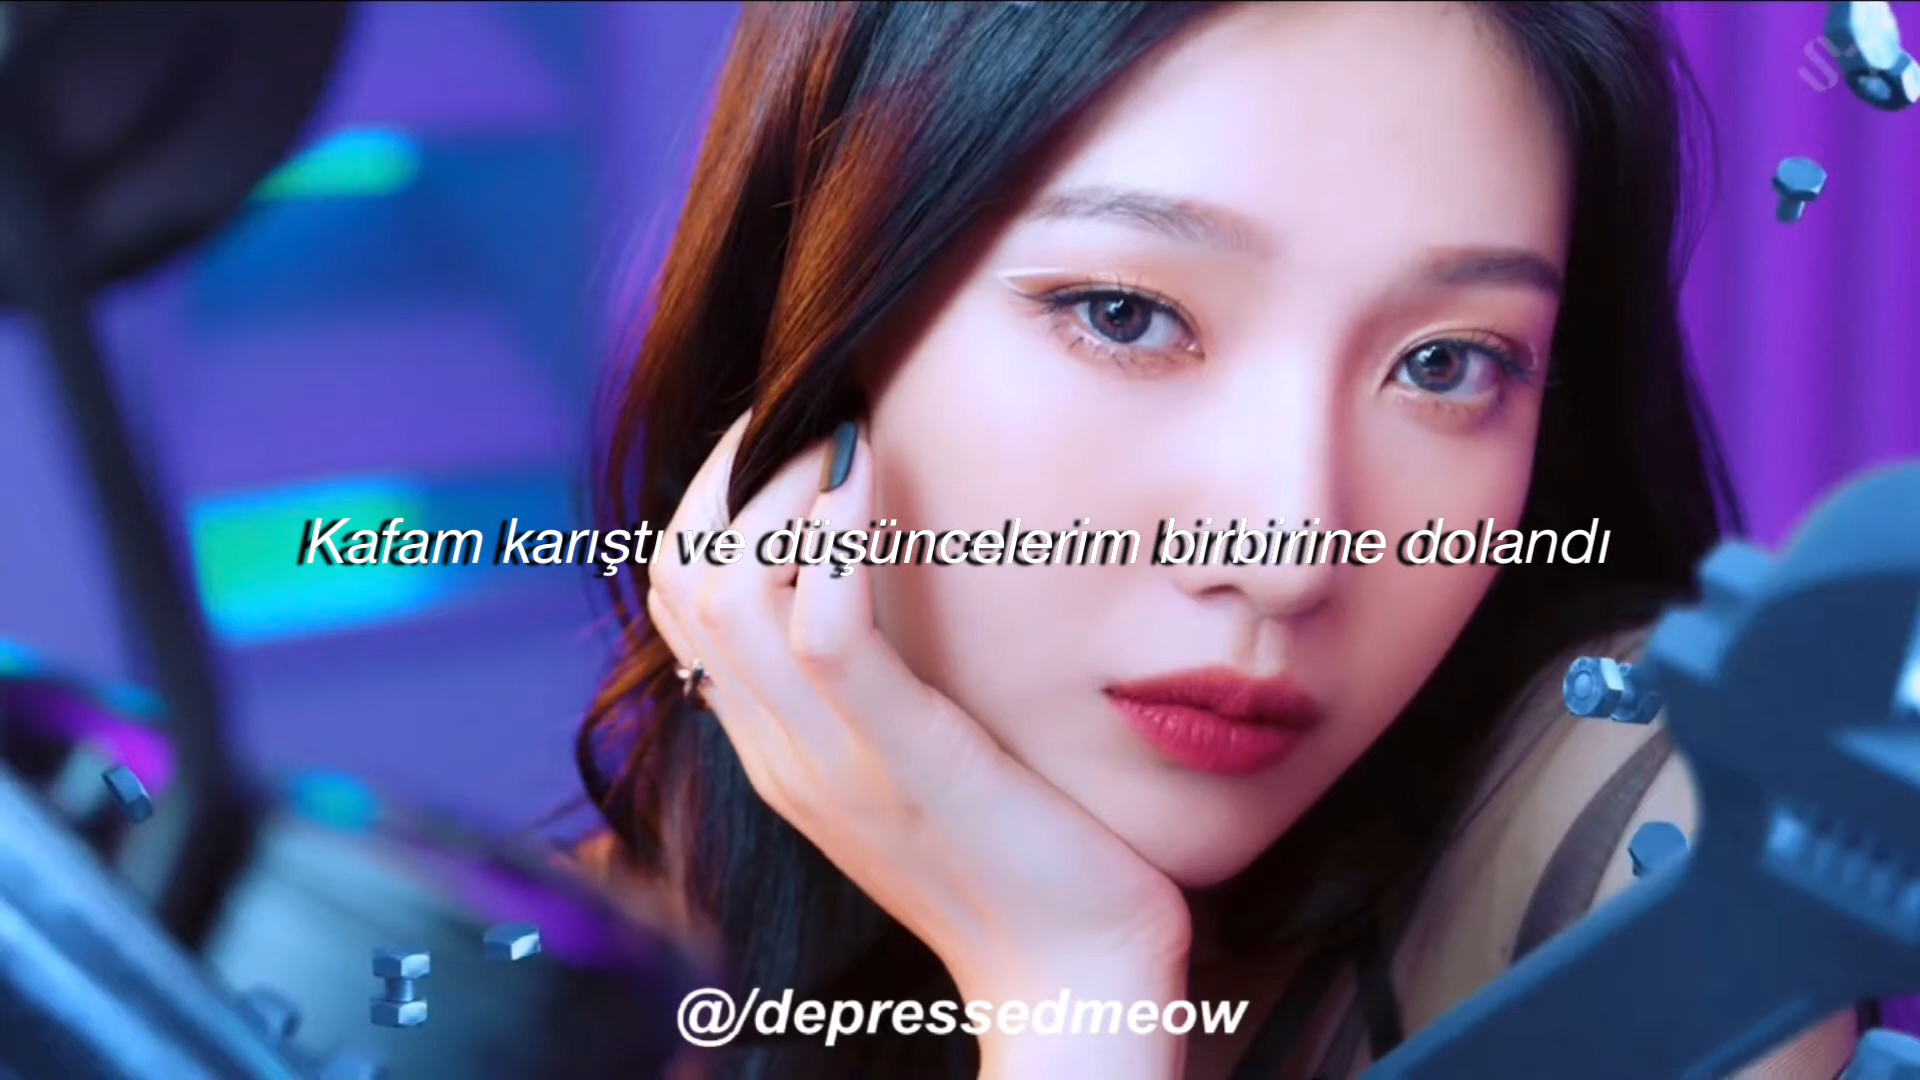 Kafam karıştı ve düşüncelerim birbirine dolandı
@/depressedmeow